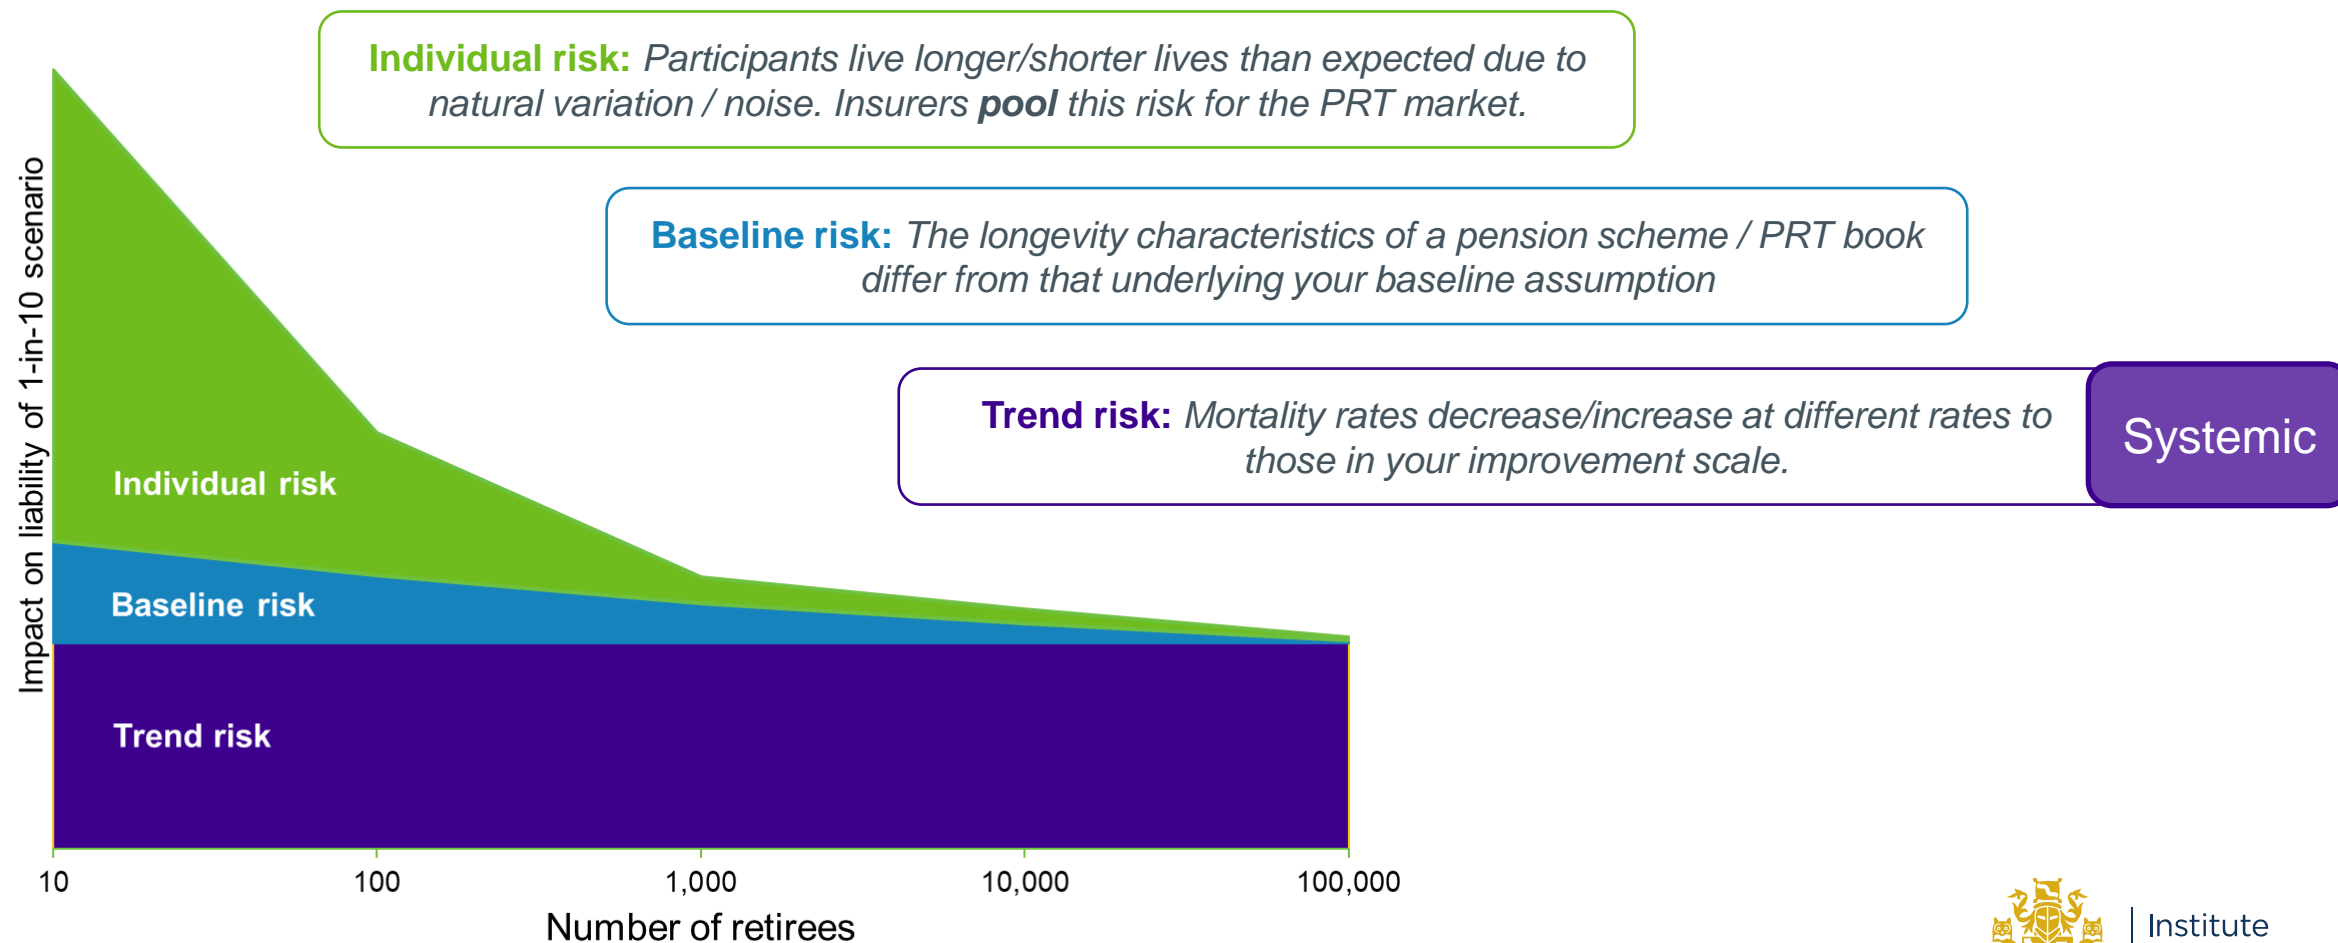 Individual risk: Participants live longer/shorter lives than expected due to
natural variation / noise. Insurers pool this risk for the PRT market.
Baseline risk: The longevity characteristics of a pension scheme / PRT book
differ from that underlying your baseline assumption
Trend risk: Mortality rates decrease/increase at different rates to
those in your improvement scale.
Systemic
Impact on liability of 1-in-10 scenario
Individual risk
Baseline risk
Trend risk
10
100
1,000
10,000
100,000
Number of retirees
Institute